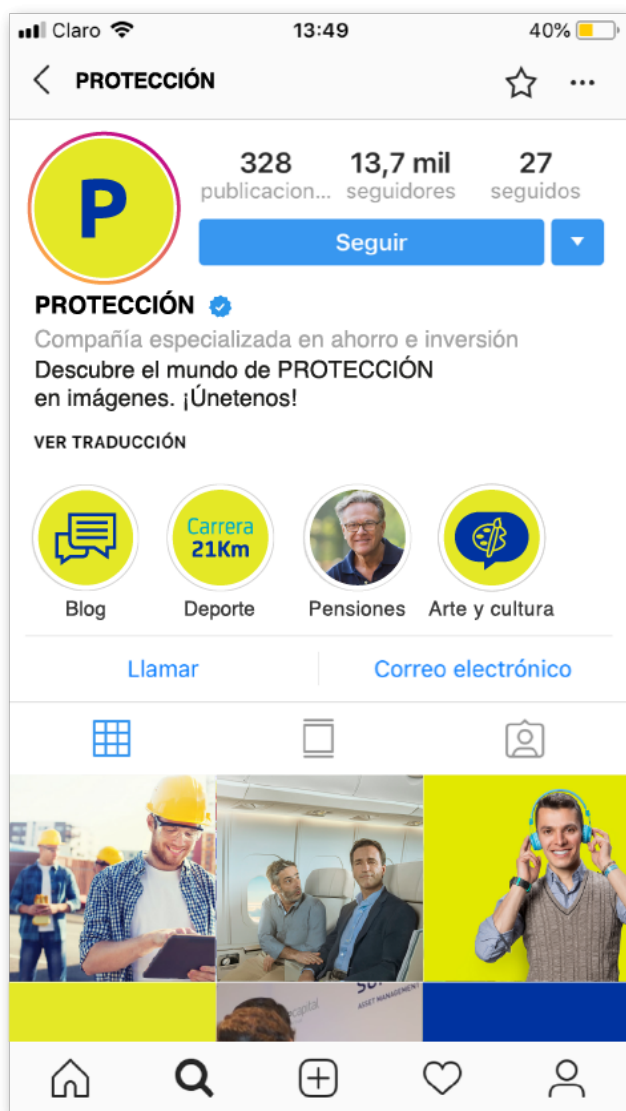 Claro 13:49 40%
PROTECCIÓN
P
328 13,7 mil 27
publicacion... seguidores seguidos
Seguir
PROTECCIÓN
Compañía especializada en ahorro e inversión
Descubre el mundo de PROTECCIÓN
en imágenes. ¡Únetenos!
VER TRADUCCIÓN
Carrera
21Km
Blog Deporte Pensiones Arte y cultura
Llamar Correo electrónico
ASSET MANAGEMENT